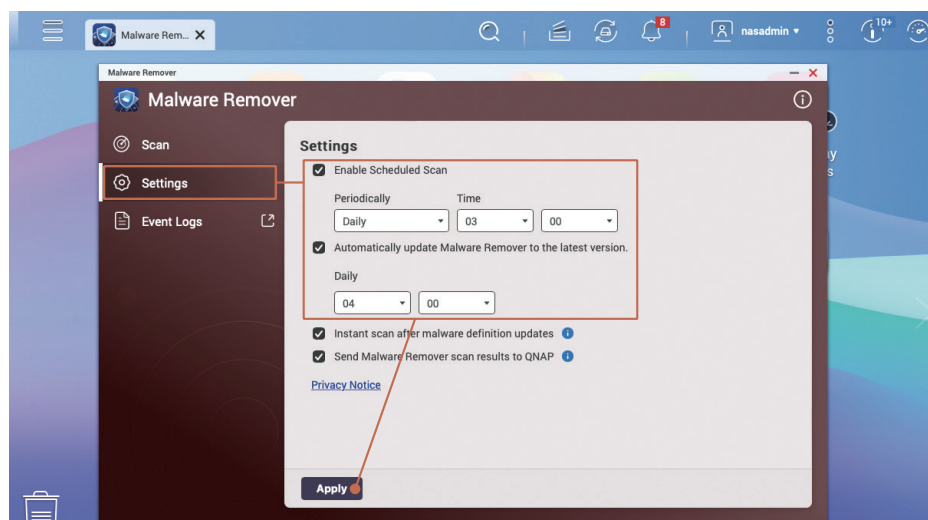 Malware Rem... X
8
nasadmin
10+
Malware Remover
Malware Remover
Scan
Settings
Event Logs
Settings
Enable Scheduled Scan
Periodically Time
Daily 03 00
Automatically update Malware Remover to the latest version.
Daily
04 00
Instant scan after malware definition updates
Send Malware Remover scan results to QNAP
Privacy Notice
Apply